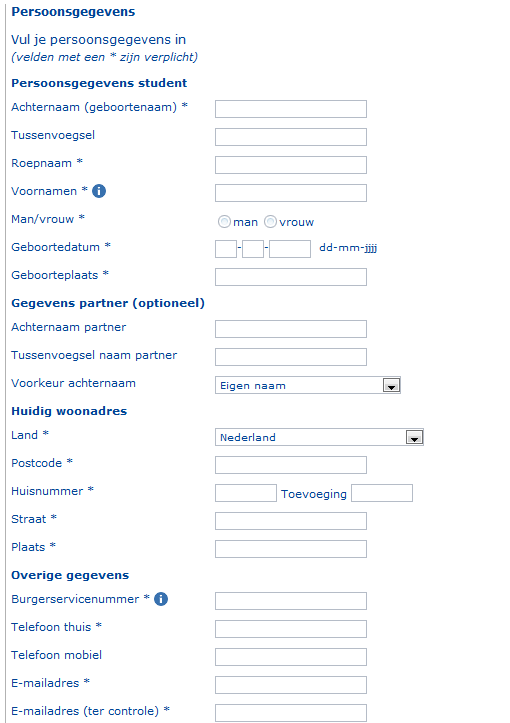 Persoonsgegevens
Vul je persoonsgegevens in
(velden met een * zijn verplicht)
Persoonsgegevens student
Achternaam (geboortenaam) *
Tussenvoegsel
Roepnaam *
Voornamen * i
Man/vrouw * man vrouw
Geboortedatum * - - dd-mm-jjjj
Geboorteplaats *
Gegevens partner (optioneel)
Achternaam partner
Tussenvoegsel naam partner
Voorkeur achternaam Eigen naam
Huidig woonadres
Land * Nederland
Postcode *
Huisnummer * Toevoeging
Straat *
Plaats *
Overige gegevens
Burgerservicenummer * i
Telefoon thuis *
Telefoon mobiel
E-mailadres *
E-mailadres (ter controle) *